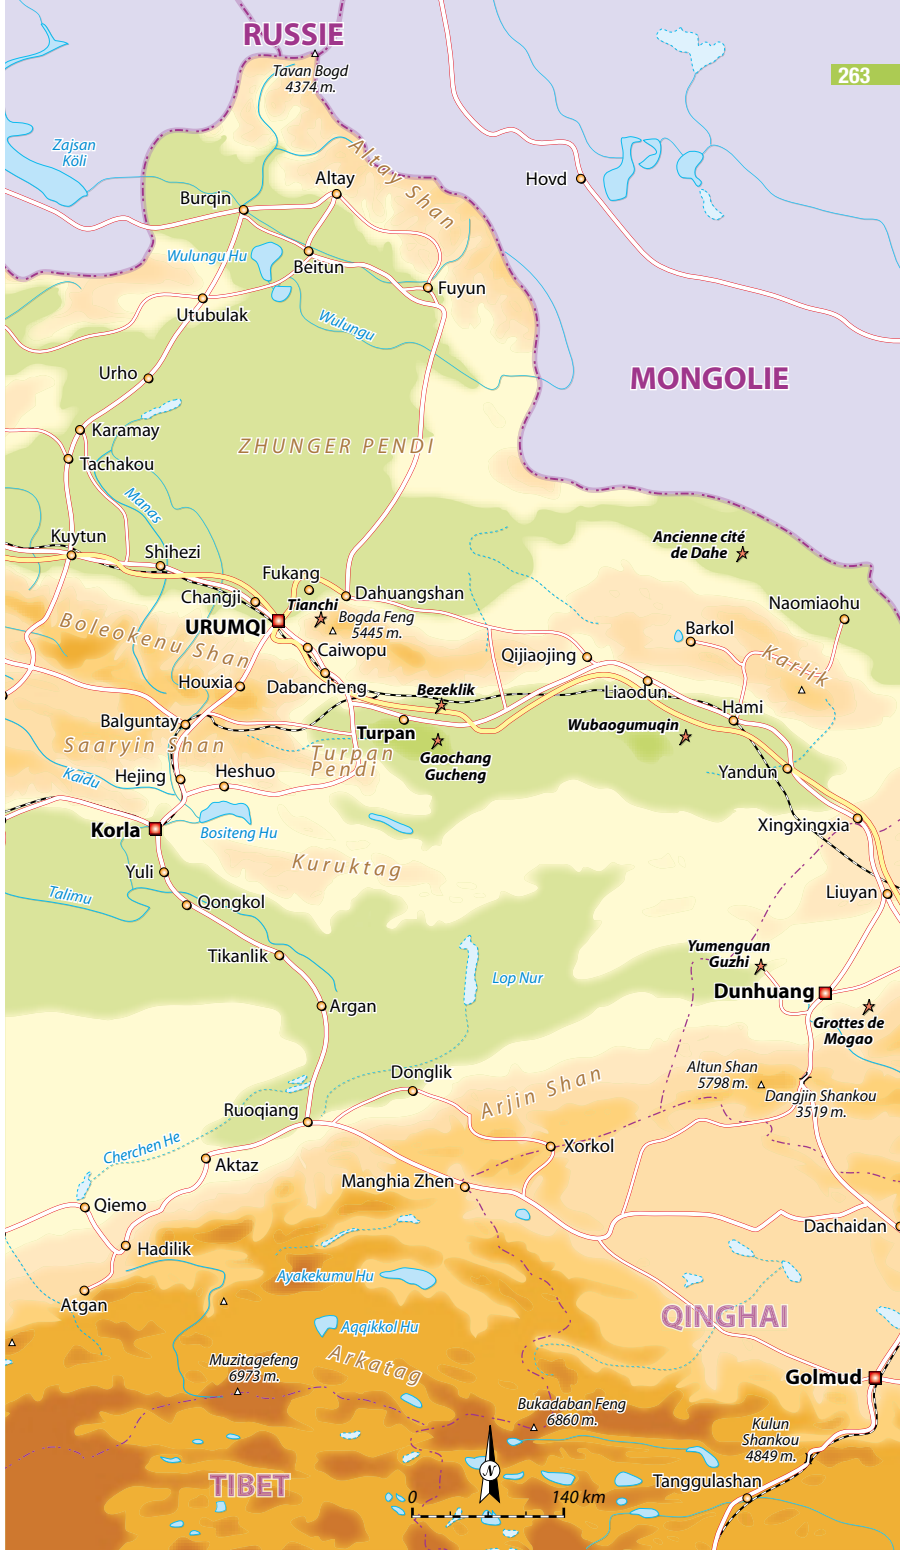 RUSSIE
Tavan Bogd
4374 m.
263
Zajsan
Köli
Altay Shan
Hovd
Altay
Burqin
Wulungu Hu
Beitun
Fuyun
Utubulak
Wulungu
MONGOLIE
Urho
Karamay
ZHUNGER PENDI
Tachakou
Manas
Kuytun
Shihezi
Ancienne cité
de Dahe
Fukang
Changji
Tianchi
Dahuangshan
Naomiaohu
URUMQI
Bogda Feng
5445 m.
Barkol
Boleokenu Shan
Caiwopu
Qijiaojing
Karlik
Houxia
Dabancheng
Bezeklik
Liaodun
Hami
Balguntay
Turpan
Wubaogumuqin
Saaryin Shan
Turpan
Pendi
Gaochang
Gucheng
Kaidu
Hejing
Heshuo
Yandun
Korla
Bositeng Hu
Xingxingxia
Kuruktag
Yuli
Talimu
Qongkol
Liuyan
Tikanlik
Yumenguan
Guzhi
Lop Nur
Dunhuang
Argan
Grottes de
Mogao
Donglik
Altun Shan
5798 m.
Arjin Shan
Dangjin Shankou
3519 m.
Ruoqiang
Cherchen He
Xorkol
Aktaz
Manghia Zhen
Qiemo
Dachaidan
Hadilik
Ayakekumu Hu
Atgan
QINGHAI
Aqqikkol Hu
Arkatag
Muzitagefeng
6973 m.
Golmud
Bukadaban Feng
6860 m.
Kulun
Shankou
4849 m.
N
TIBET
Tanggulashan
0
140 km